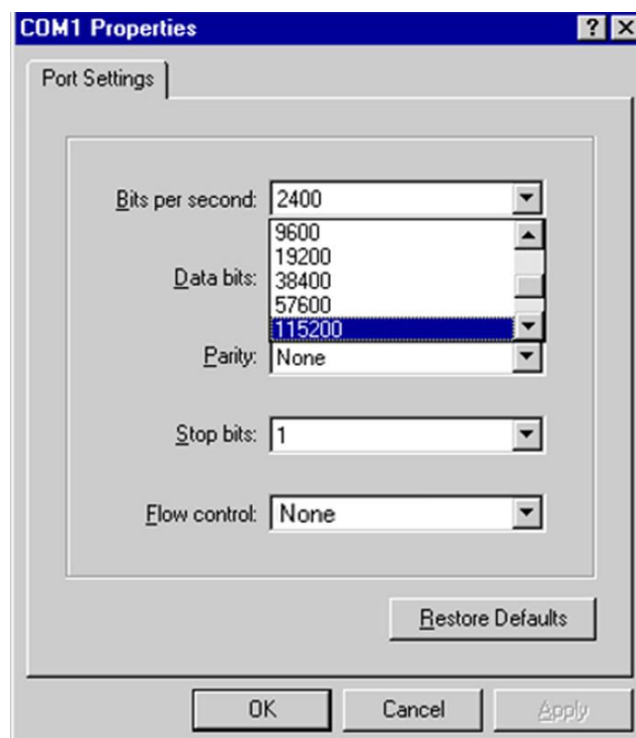 COM1 Properties
Port Settings
Bits per second: 2400
9600
19200
Data bits: 38400
57600
115200
Parity: None
Stop bits: 1
Flow control: None
Restore Defaults
OK Cancel Apply